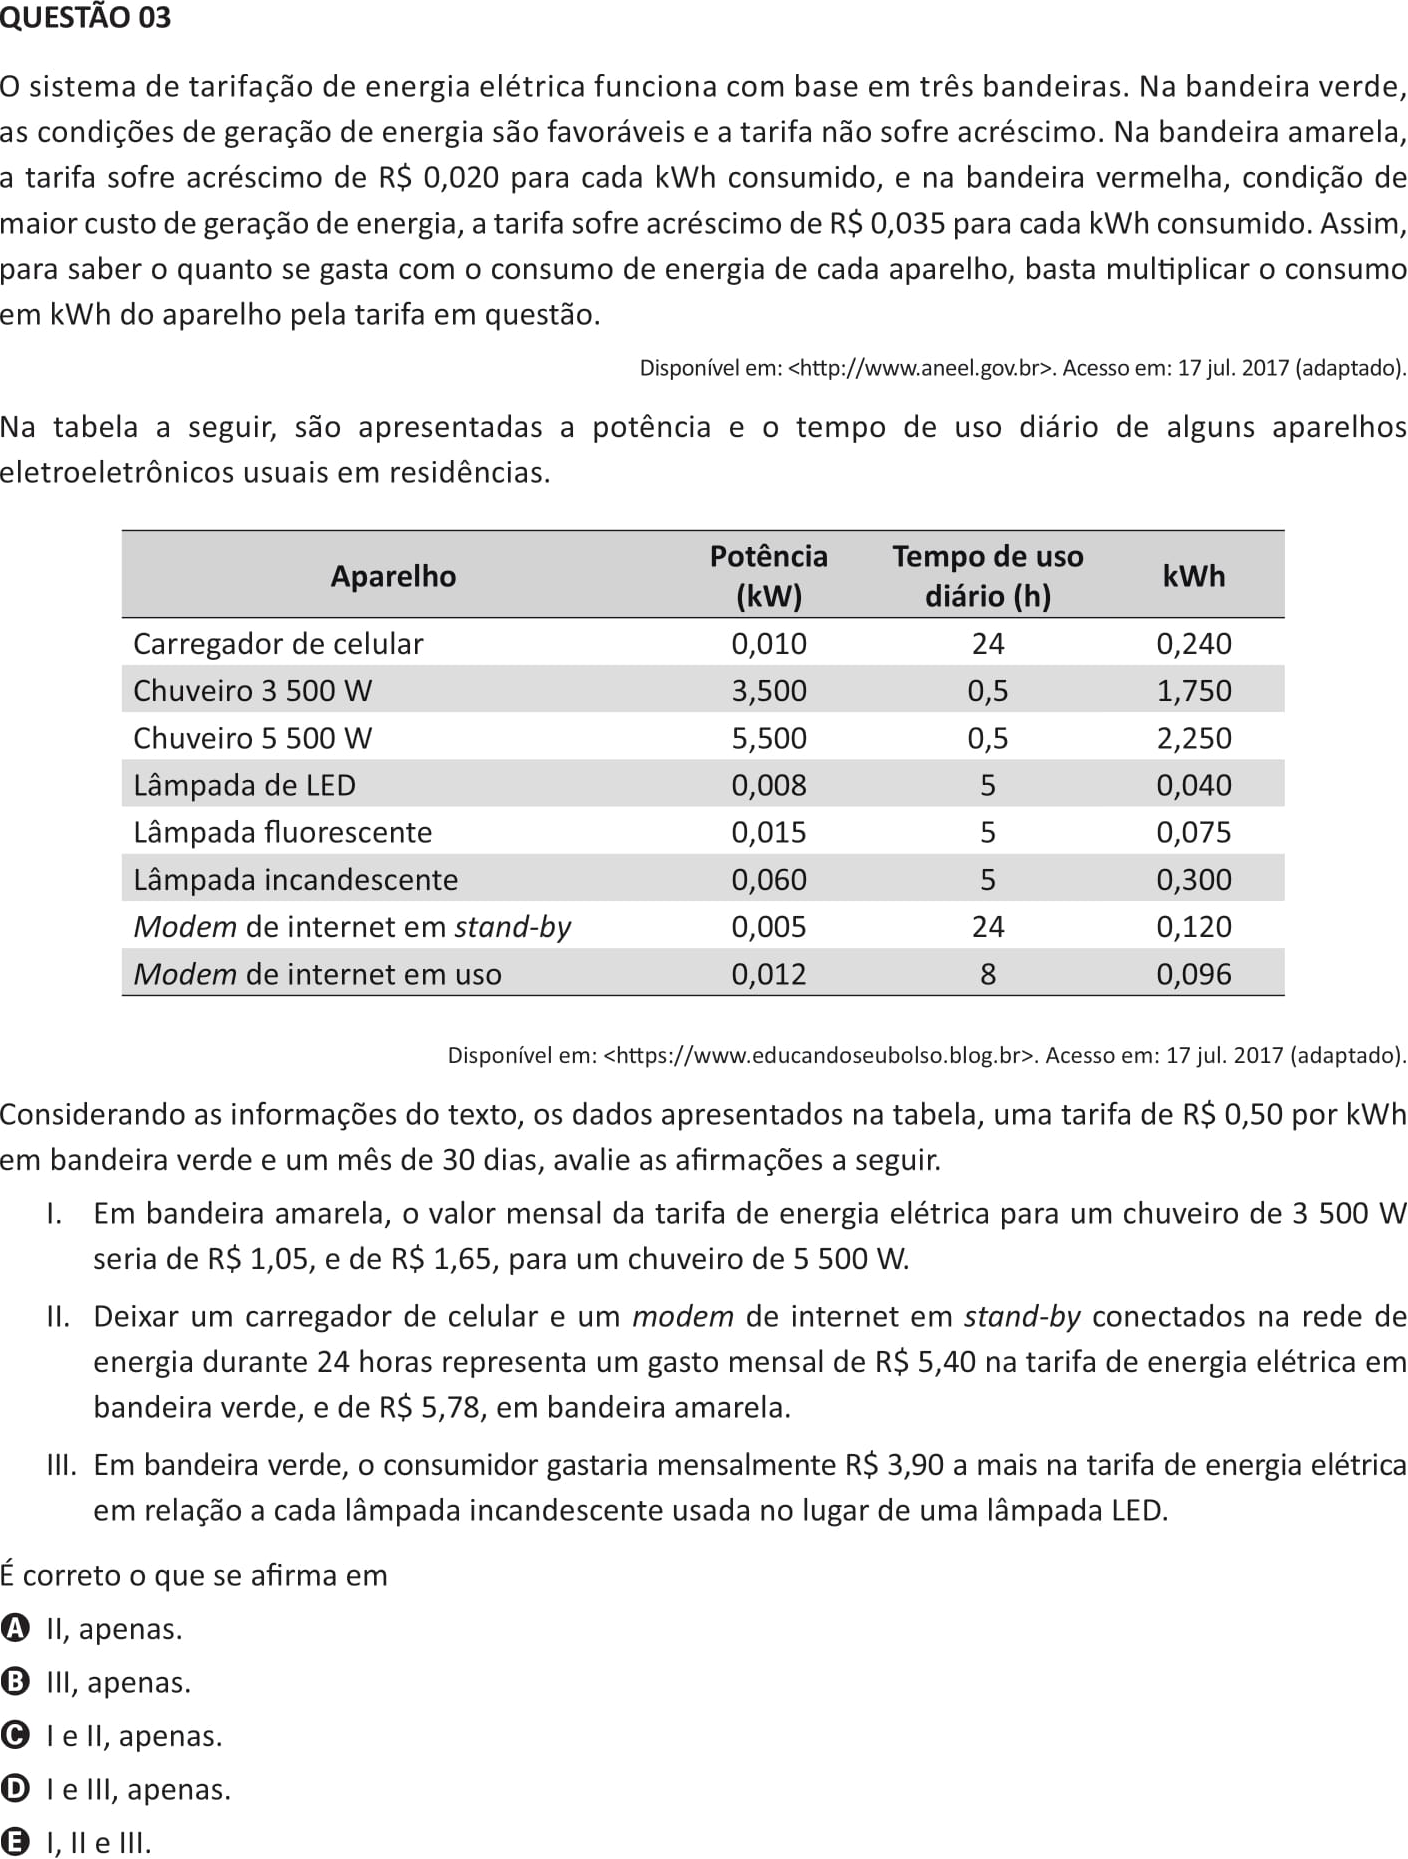 QUESTÃO 03
O sistema de tarifação de energia elétrica funciona com base em três bandeiras. Na bandeira verde,
as condições de geração de energia são favoráveis e a tarifa não sofre acréscimo. Na bandeira amarela,
a tarifa sofre acréscimo de R$ 0,020 para cada kWh consumido, e na bandeira vermelha, condição de
maior custo de geração de energia, a tarifa sofre acréscimo de R$ 0,035 para cada kWh consumido. Assim,
para saber o quanto se gasta com o consumo de energia de cada aparelho, basta multiplicar o consumo
em kWh do aparelho pela tarifa em questão.
Disponível em: <http://www.aneel.gov.br>. Acesso em: 17 jul. 2017 (adaptado).
Na tabela a seguir, são apresentadas a potência e o tempo de uso diário de alguns aparelhos
eletroeletrônicos usuais em residências.
Aparelho Potência (kW) Tempo de uso diário (h) kWh
Carregador de celular 0,010 24 0,240
Chuveiro 3 500 W 3,500 0,5 1,750
Chuveiro 5 500 W 5,500 0,5 2,250
Lâmpada de LED 0,008 5 0,040
Lâmpada fluorescente 0,015 5 0,075
Lâmpada incandescente 0,060 5 0,300
Modem de internet em stand-by 0,005 24 0,120
Modem de internet em uso 0,012 8 0,096
Disponível em: <https://www.educandoseubolso.blog.br>. Acesso em: 17 jul. 2017 (adaptado).
Considerando as informações do texto, os dados apresentados na tabela, uma tarifa de R$ 0,50 por kWh
em bandeira verde e um mês de 30 dias, avalie as afirmações a seguir.
I. Em bandeira amarela, o valor mensal da tarifa de energia elétrica para um chuveiro de 3 500 W
seria de R$ 1,05, e de R$ 1,65, para um chuveiro de 5 500 W.
II. Deixar um carregador de celular e um modem de internet em stand-by conectados na rede de
energia durante 24 horas representa um gasto mensal de R$ 5,40 na tarifa de energia elétrica em
bandeira verde, e de R$ 5,78, em bandeira amarela.
III. Em bandeira verde, o consumidor gastaria mensalmente R$ 3,90 a mais na tarifa de energia elétrica
em relação a cada lâmpada incandescente usada no lugar de uma lâmpada LED.
É correto o que se afirma em
A II, apenas.
B III, apenas.
C I e II, apenas.
D I e III, apenas.
E I, II e III.